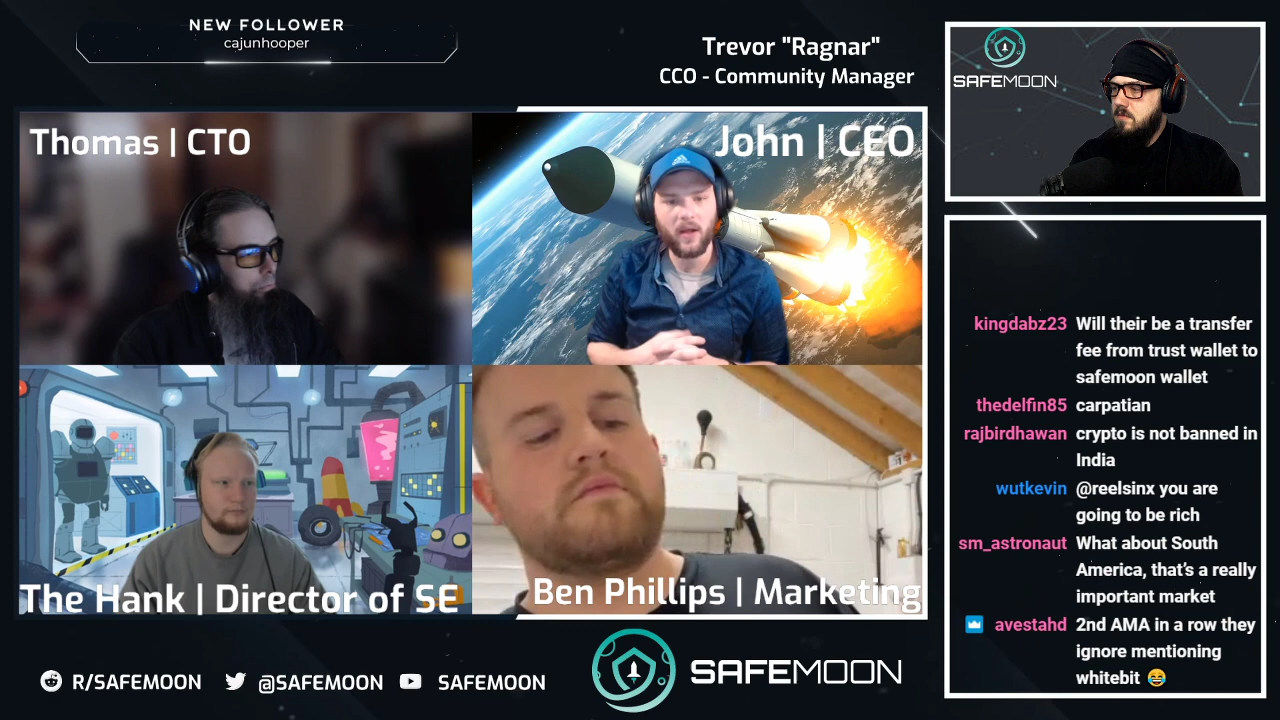 NEW FOLLOWER
cajunhooper
Trevor "Ragnar"
CCO - Community Manager
Thomas | CTO
John | CEO
The Hank | Director of SE
Ben Phillips | Marketing
R/SAFEMOON
@SAFEMOON
SAFEMOON
SAFEMOON
SAFEMOON
kingdabz23 Will their be a transfer
fee from trust wallet to
safemoon wallet
thedelfin85 carpatian
rajbirdhawan crypto is not banned in
India
wutkevin @reelsinx you are
going to be rich
sm_astronaut What about South
America, that's a really
important market
avestahd 2nd AMA in a row they
ignore mentioning
whitebit 😂